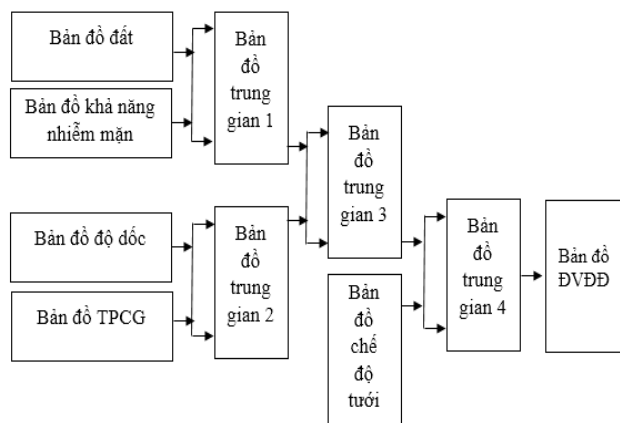 Bản đồ đất
Bản đồ khả năng
nhiễm mặn
Bản
đồ
trung
gian 1
Bản đồ độ dốc
Bản đồ TPCG
Bản
đồ
trung
gian 2
Bản
đồ
trung
gian 3
Bản
đồ
chế
độ
tưới
Bản
đồ
trung
gian 4
Bản đồ
ĐVĐĐ